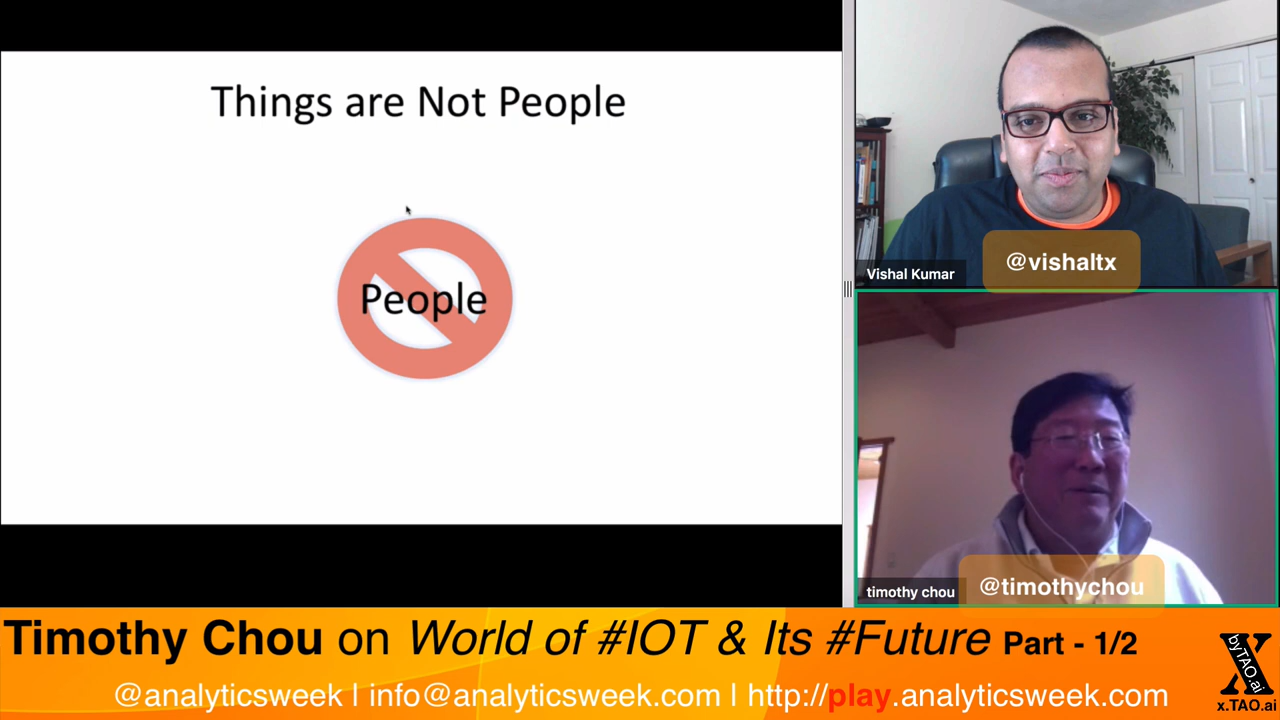 Things are Not People
People
Vishal Kumar
@vishaltx
timothy chou
@timothychou
Timothy Chou on World of #IOT & Its #Future Part - 1/2
@analyticsweek | info@analyticsweek.com | http://play.analyticsweek.com
X
byTAO.ai
x.TAO.ai